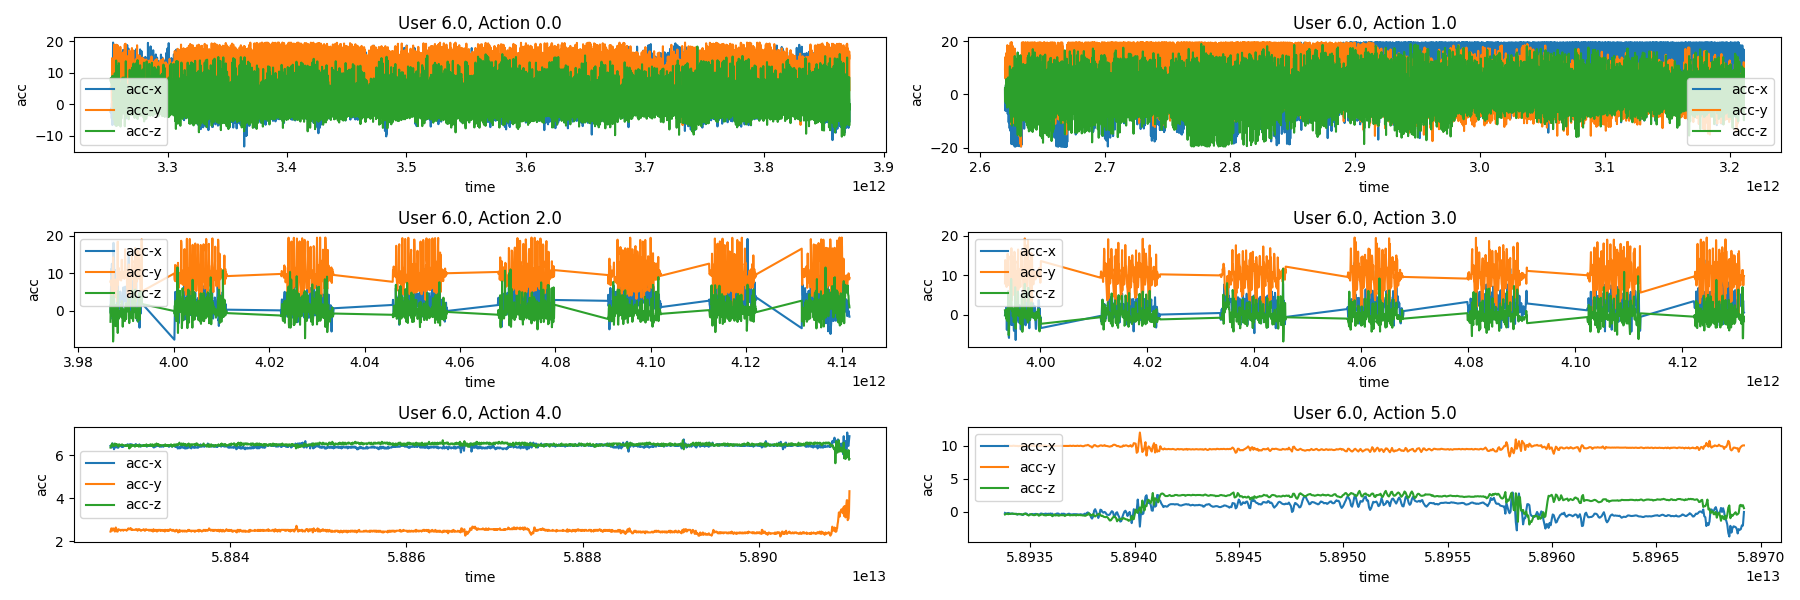 User 6.0, Action 0.0
20
10
0
−10
acc
acc-x
acc-y
acc-z
3.3 3.4 3.5 3.6 3.7 3.8 3.9
time
1e12
User 6.0, Action 1.0
20
0
−20
acc
acc-x
acc-y
acc-z
2.6 2.7 2.8 2.9 3.0 3.1 3.2
time
1e12
User 6.0, Action 2.0
20
10
0
acc
acc-x
acc-y
acc-z
3.98 4.00 4.02 4.04 4.06 4.08 4.10 4.12 4.14
time
1e12
User 6.0, Action 3.0
20
10
0
acc
acc-x
acc-y
acc-z
4.00 4.02 4.04 4.06 4.08 4.10 4.12
time
1e12
User 6.0, Action 4.0
6
4
2
acc
acc-x
acc-y
acc-z
5.884 5.886 5.888 5.890
time
1e13
User 6.0, Action 5.0
10
5
0
acc
acc-x
acc-y
acc-z
5.8935 5.8940 5.8945 5.8950 5.8955 5.8960 5.8965 5.8970
time
1e13